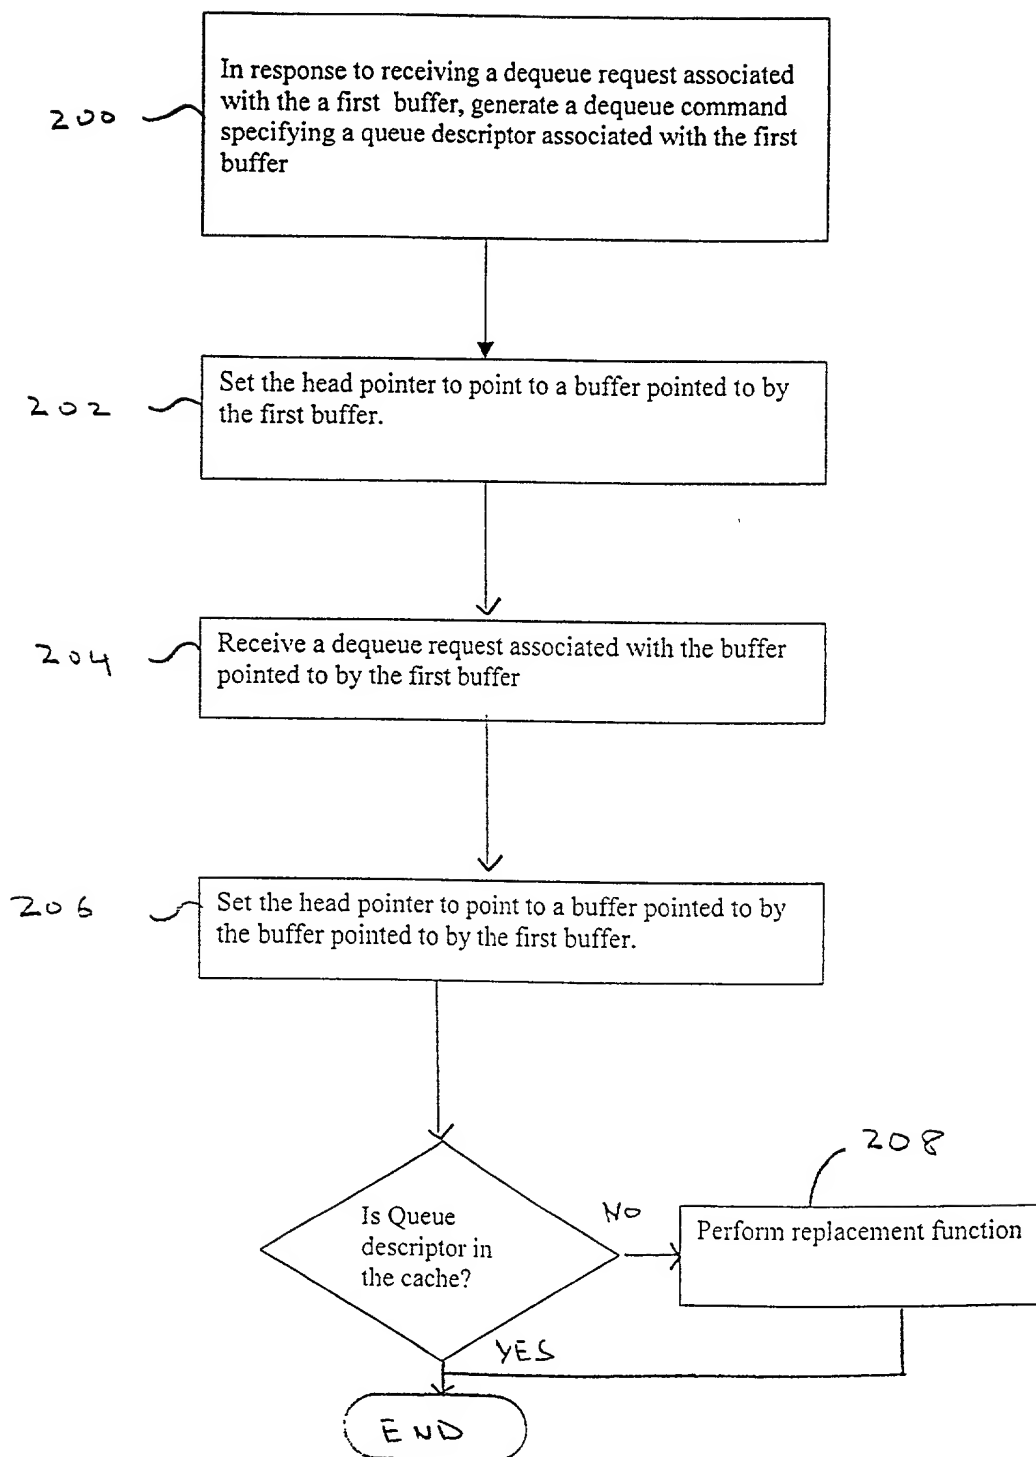 200
In response to receiving a dequeue request associated
with the a first buffer, generate a dequeue command
specifying a queue descriptor associated with the first
buffer
202
Set the head pointer to point to a buffer pointed to by
the first buffer.
204
Receive a dequeue request associated with the buffer
pointed to by the first buffer
206
Set the head pointer to point to a buffer pointed to by
the buffer pointed to by the first buffer.
208
Is Queue
descriptor in
the cache?
NO
Perform replacement function
YES
END